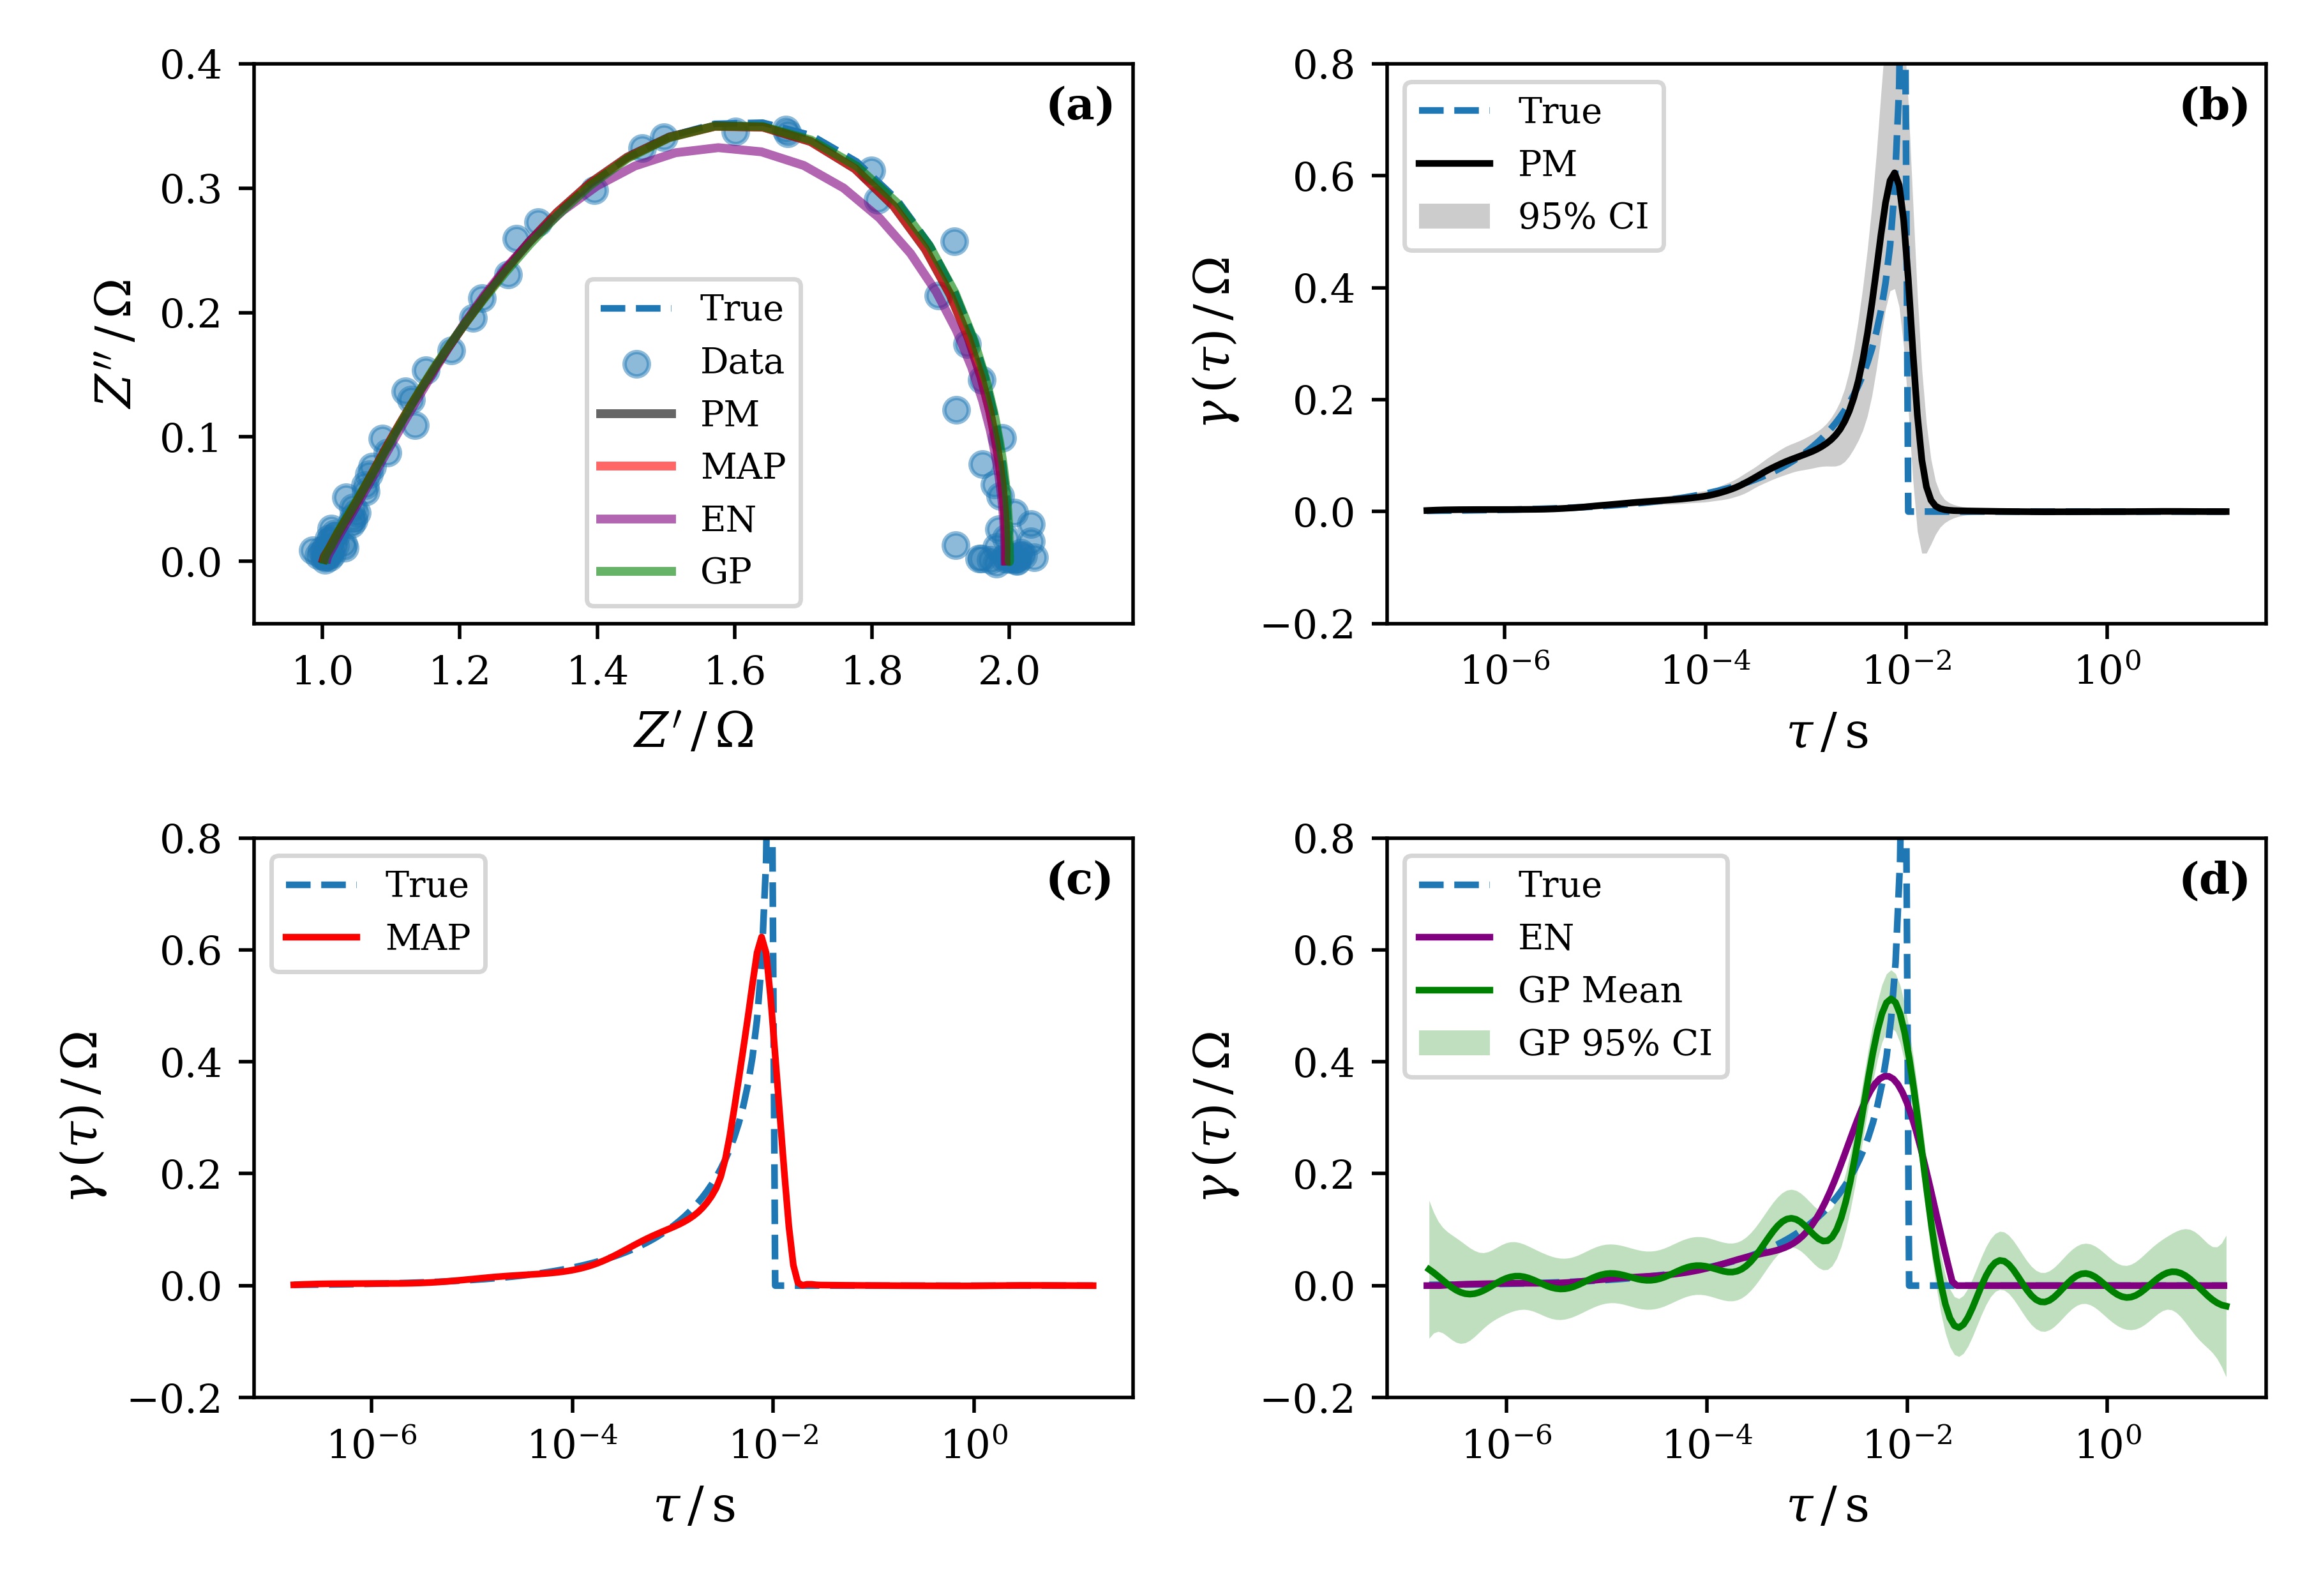 (a)
0.4
0.3
0.2
0.1
0.0
Z″ / Ω
True
Data
PM
MAP
EN
GP
1.0 1.2 1.4 1.6 1.8 2.0
Z′ / Ω
(b)
0.8
0.6
0.4
0.2
0.0
−0.2
γ(τ) / Ω
True
PM
95% CI
10⁻⁶ 10⁻⁴ 10⁻² 10⁰
τ / s
(c)
0.8
0.6
0.4
0.2
0.0
−0.2
γ(τ) / Ω
True
MAP
10⁻⁶ 10⁻⁴ 10⁻² 10⁰
τ / s
(d)
0.8
0.6
0.4
0.2
0.0
−0.2
γ(τ) / Ω
True
EN
GP Mean
GP 95% CI
10⁻⁶ 10⁻⁴ 10⁻² 10⁰
τ / s